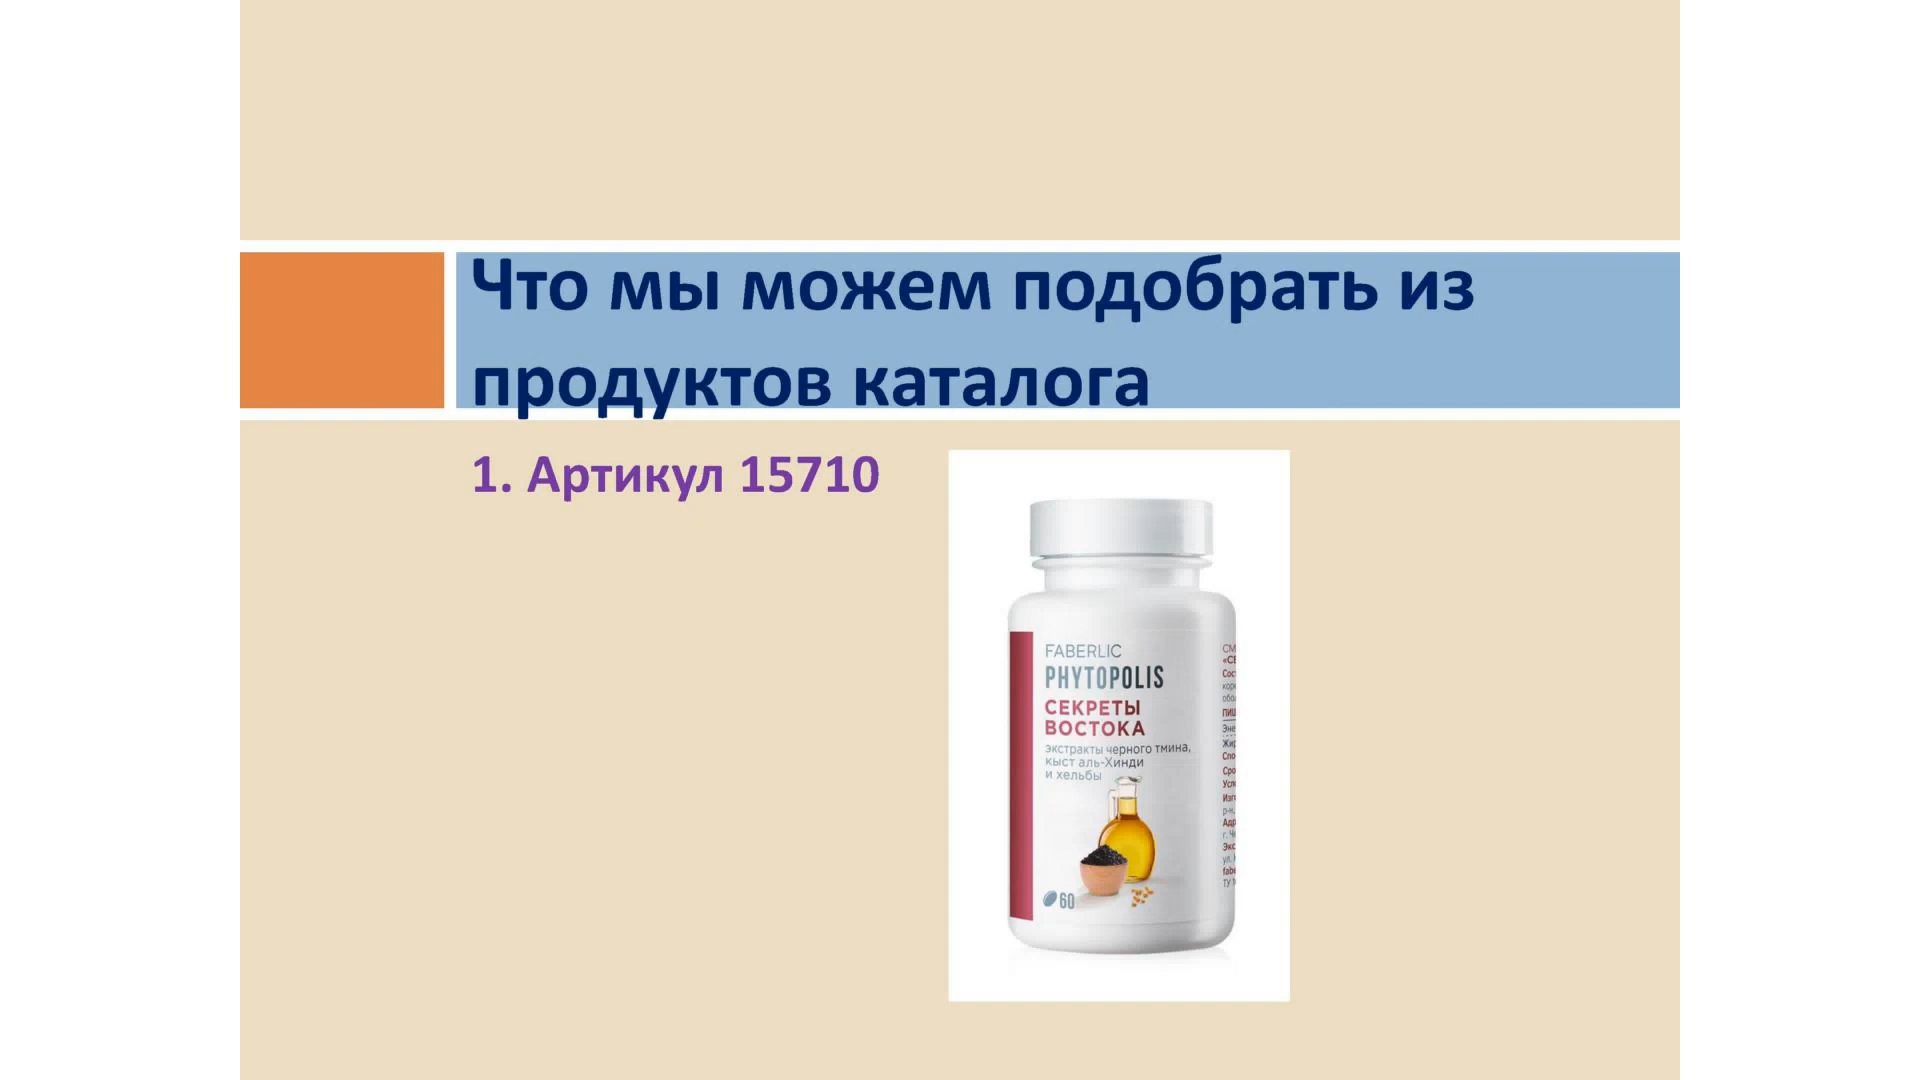 Что мы можем подобрать из
продуктов каталога
1. Артикул 15710
FABERLIC
PHYTOPOLIS
СЕКРЕТЫ
ВОСТОКА
экстракты черного тмина,
кыст аль-Хинди
и хельбы
60